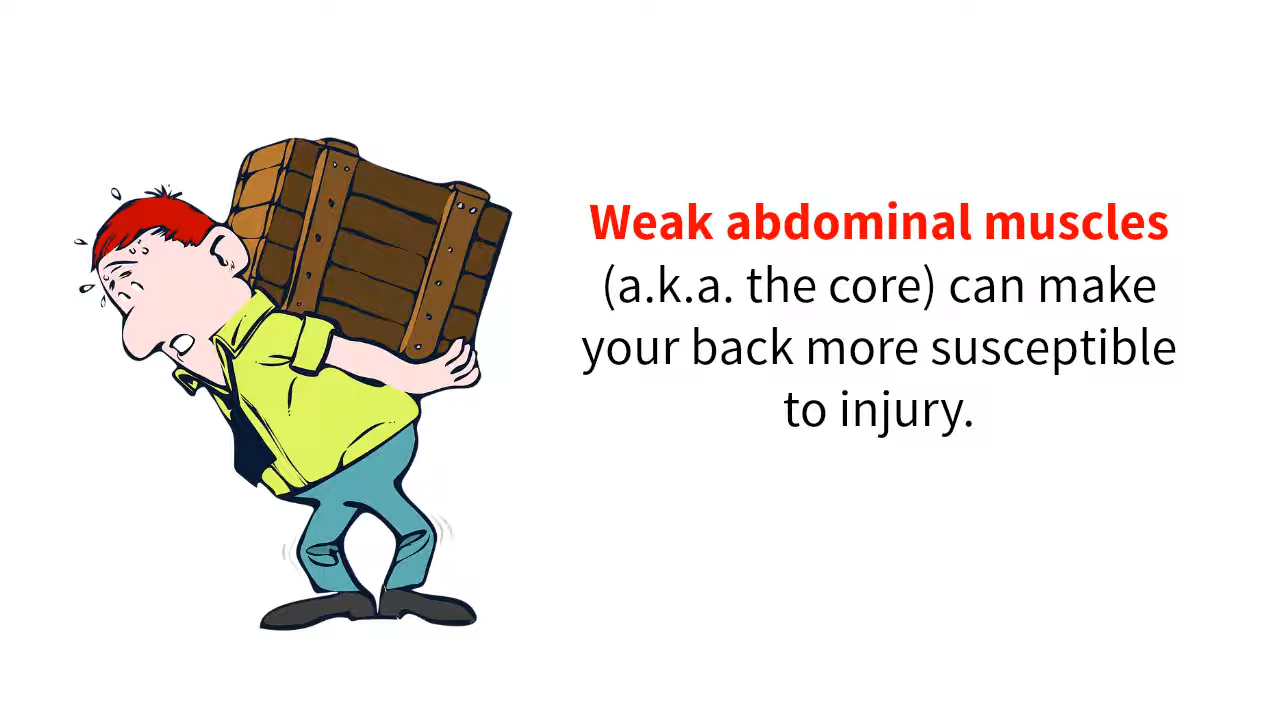 Weak abdominal muscles
(a.k.a. the core) can make
your back more susceptible
to injury.